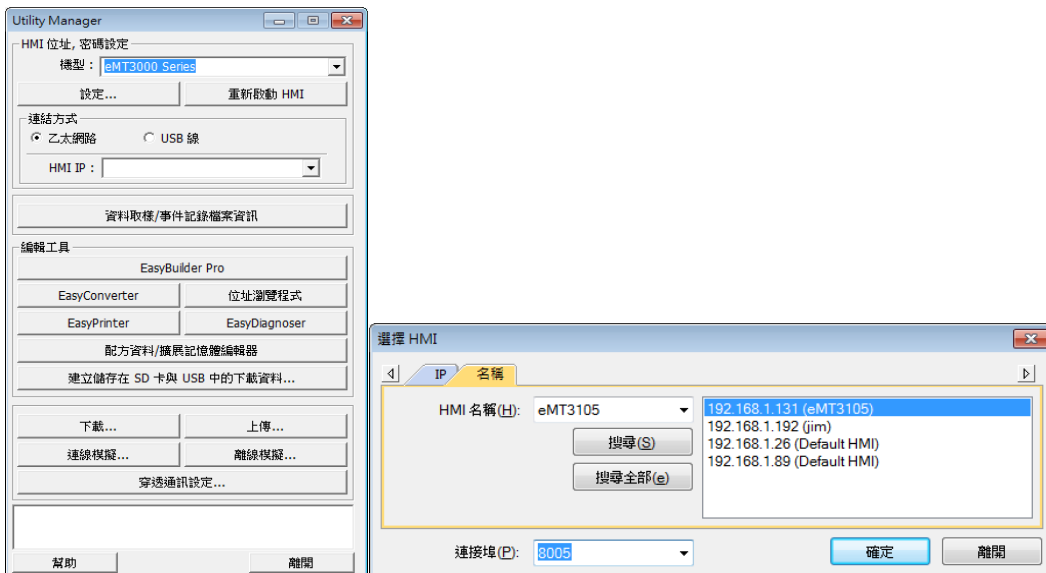 Utility Manager
HMI 位址, 密碼設定
機型 : eMT3000 Series
設定... 重新啟動 HMI
連結方式
乙太網路 USB 線
HMI IP :
資料取樣/事件記錄檔案資訊
編輯工具
EasyBuilder Pro
EasyConverter 位址瀏覽程式
EasyPrinter EasyDiagnoser
配方資料/擴展記憶體編輯器
建立儲存在 SD 卡與 USB 中的下載資料...
下載... 上傳...
連線模擬... 離線模擬...
穿透通訊設定...
幫助 離開
選擇 HMI
IP 名稱
HMI 名稱(H): eMT3105
搜尋(S)
搜尋全部(e)
192.168.1.131 (eMT3105)
192.168.1.192 (jim)
192.168.1.26 (Default HMI)
192.168.1.89 (Default HMI)
連接埠(P): 8005
確定 離開